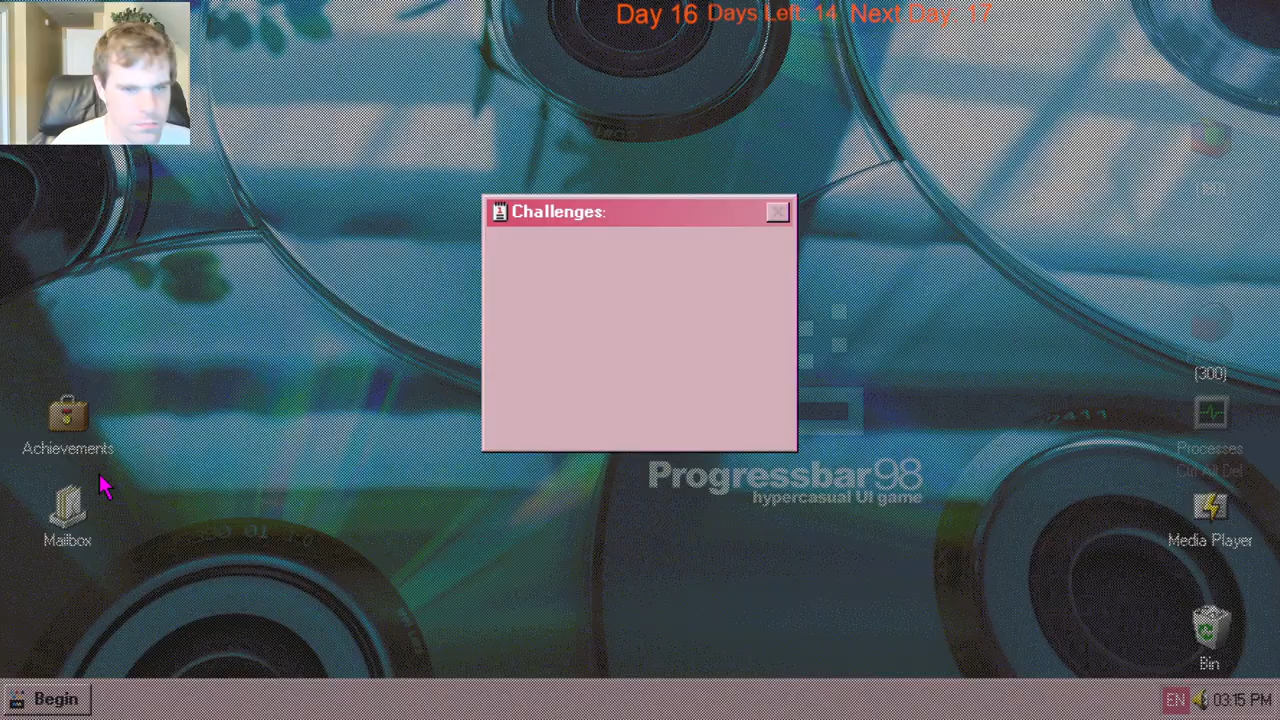 Day 16 Days Left: 14 Next Day: 17
Challenges:
(300)
Achievements
Processes
Ctrl Alt Del
Progressbar98
hypercasual UI game
Mailbox
Media Player
Bin
Begin
EN 03:15 PM